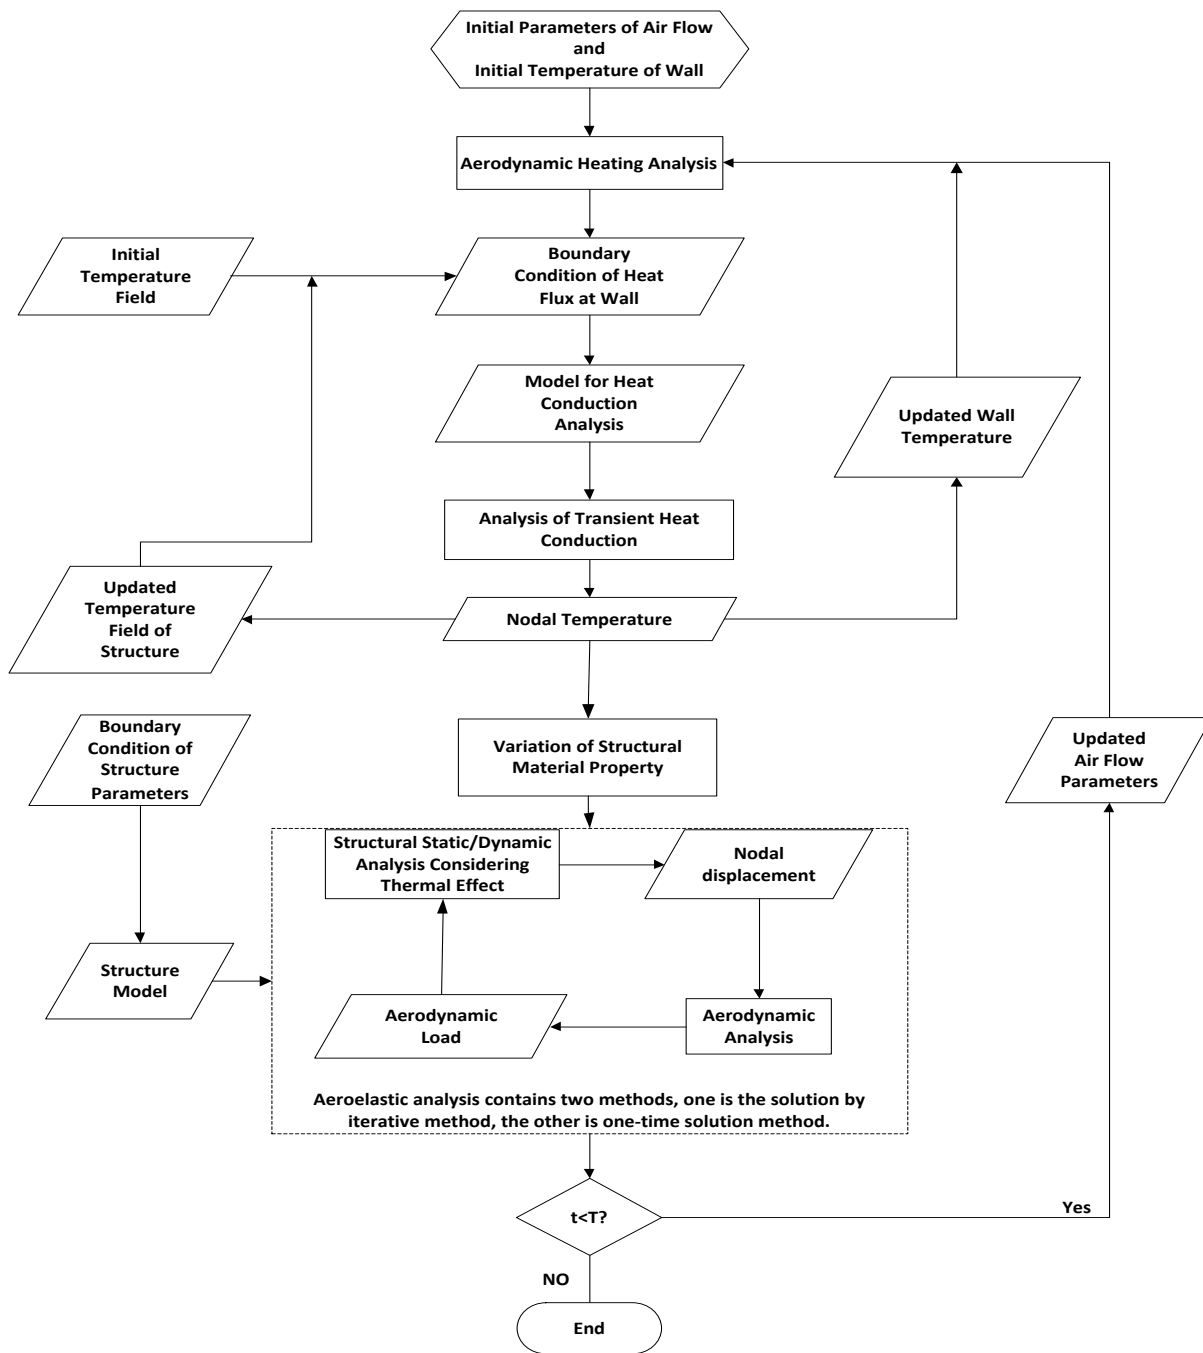 Initial Parameters of Air Flow
and
Initial Temperature of Wall
Aerodynamic Heating Analysis
Initial
Temperature
Field
Boundary
Condition of Heat
Flux at Wall
Model for Heat
Conduction
Analysis
Updated Wall
Temperature
Analysis of Transient Heat
Conduction
Updated
Temperature
Field of
Structure
Nodal Temperature
Boundary
Condition of
Structure
Parameters
Variation of Structural
Material Property
Updated
Air Flow
Parameters
Structural Static/Dynamic
Analysis Considering
Thermal Effect
Nodal
displacement
Structure
Model
Aerodynamic
Load
Aerodynamic
Analysis
Aeroelastic analysis contains two methods, one is the solution by
iterative method, the other is one-time solution method.
t<T?
Yes
NO
End